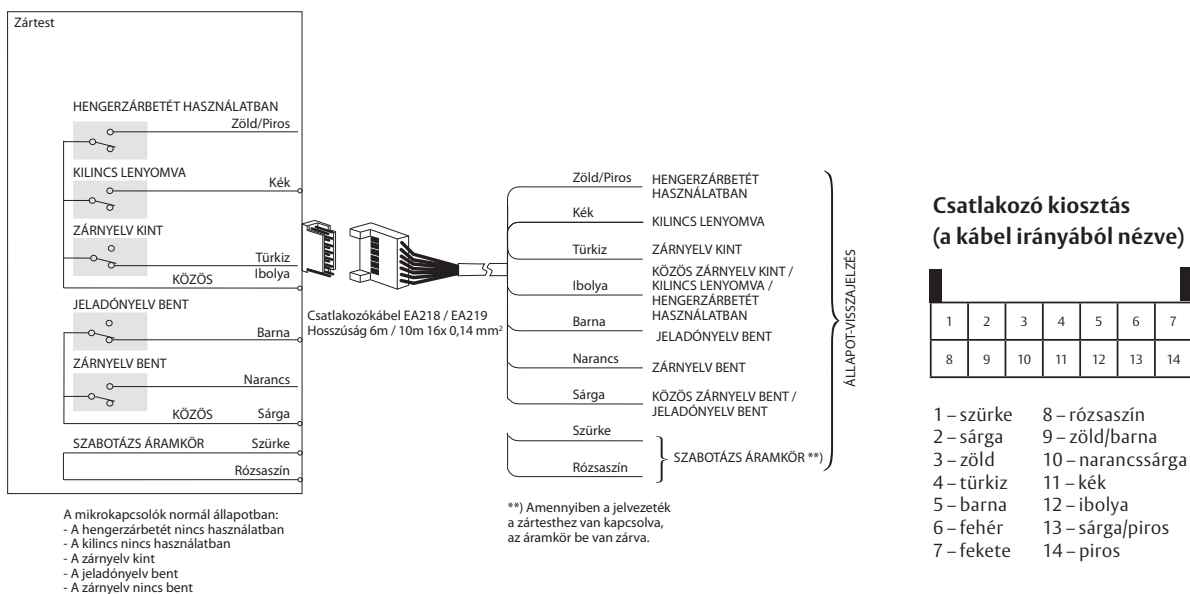 Zártest
HENGERZÁRBETÉT HASZNÁLATBAN
Zöld/Piros
KILINCS LENYOMVA
Kék
ZÁRNYELV KINT
Türkiz
KÖZÖS
Ibolya
JELADÓNYELV BENT
Barna
ZÁRNYELV BENT
Narancs
KÖZÖS
Sárga
SZABOTÁZS ÁRAMKÖR
Szürke
Rózsaszín
A mikrokapcsolók normál állapotban:
- A hengerzárbetét nincs használatban
- A kilincs nincs használatban
- A zárnyelv kint
- A jeladónyelv bent
- A zárnyelv nincs bent
Csatlakozókábel EA218 / EA219
Hosszúság 6m / 10m 16x 0,14 mm²
Zöld/Piros
HENGERZÁRBETÉT
HASZNÁLATBAN
Kék
KILINCS LENYOMVA
Türkiz
ZÁRNYELV KINT
Ibolya
KÖZÖS ZÁRNYELV KINT /
KILINCS LENYOMVA /
HENGERZÁRBETÉT
HASZNÁLATBAN
Barna
JELADÓNYELV BENT
Narancs
ZÁRNYELV BENT
Sárga
KÖZÖS ZÁRNYELV BENT /
JELADÓNYELV BENT
Szürke
Rózsaszín
SZABOTÁZS ÁRAMKÖR **)
ÁLLAPOT-VISSZAJELZÉS
**) Amennyiben a jelvezeték
a zártesthez van kapcsolva,
az áramkör be van zárva.
Csatlakozó kiosztás
(a kábel irányából nézve)
1 2 3 4 5 6 7
8 9 10 11 12 13 14
1 – szürke
2 – sárga
3 – zöld
4 – türkiz
5 – barna
6 – fehér
7 – fekete
8 – rózsaszín
9 – zöld/barna
10 – narancssárga
11 – kék
12 – ibolya
13 – sárga/piros
14 – piros